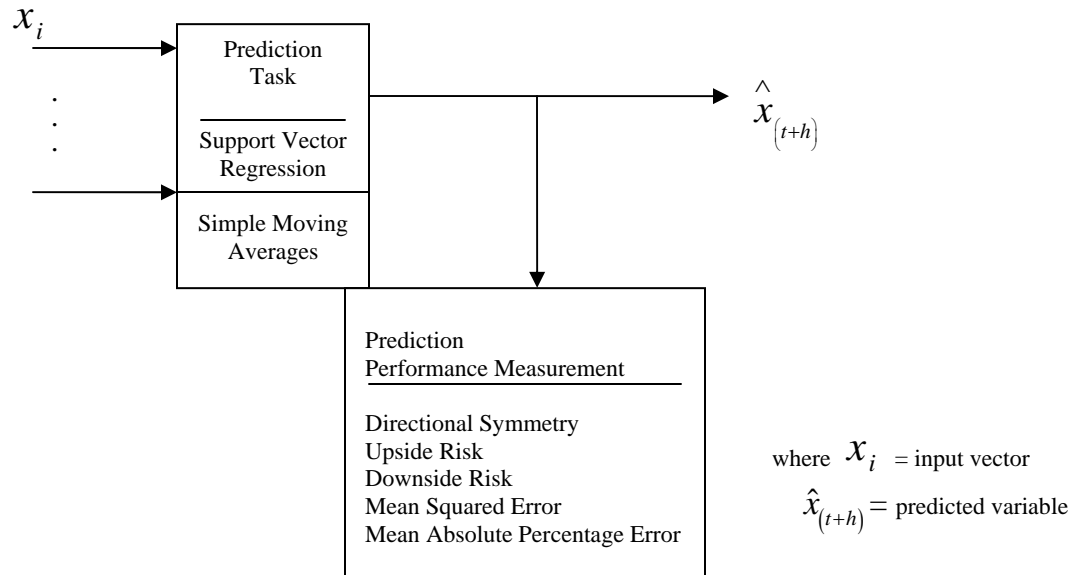 x_i
Prediction
Task
Support Vector
Regression
Simple Moving
Averages
x̂_(t+h)
Prediction
Performance Measurement
Directional Symmetry
Upside Risk
Downside Risk
Mean Squared Error
Mean Absolute Percentage Error
where x_i = input vector
x̂_(t+h) = predicted variable